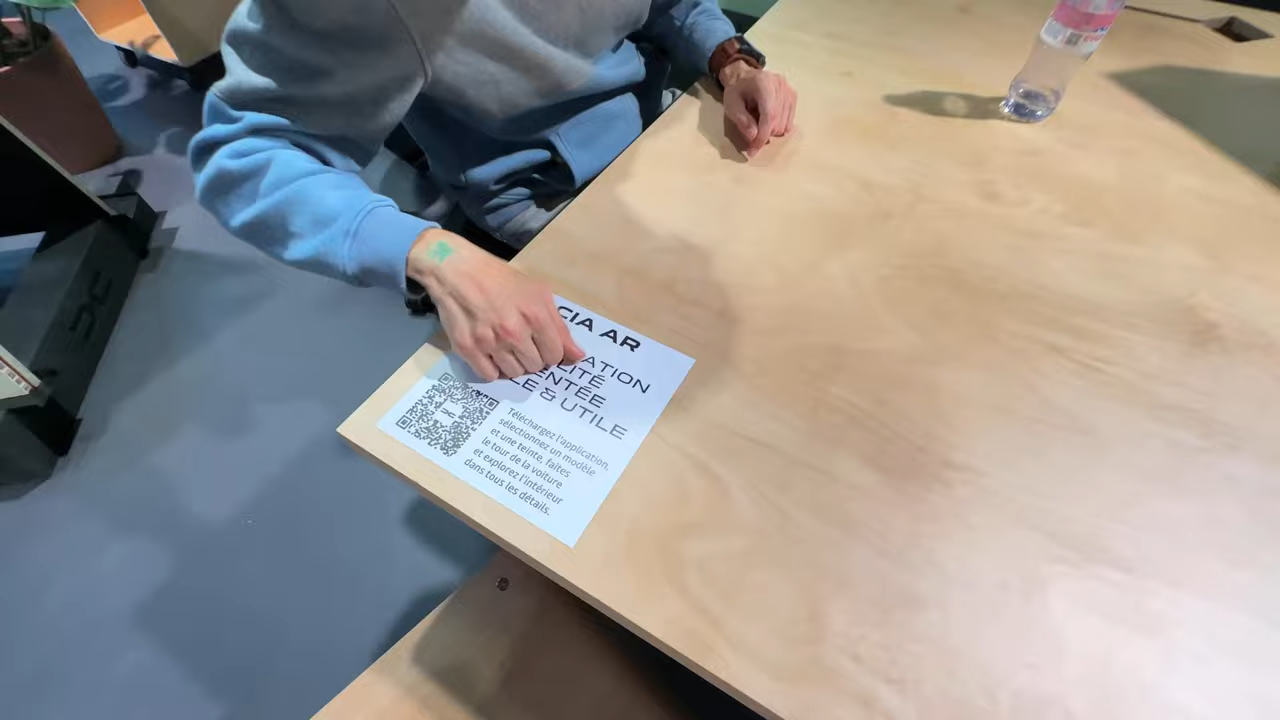 CIA AR
ATION
LITÉ
ENTÉE
LE & UTILE
Téléchargez l'application,
sélectionnez un modèle
et une teinte, faites
le tour de la voiture
et explorez l'intérieur
dans tous les détails.